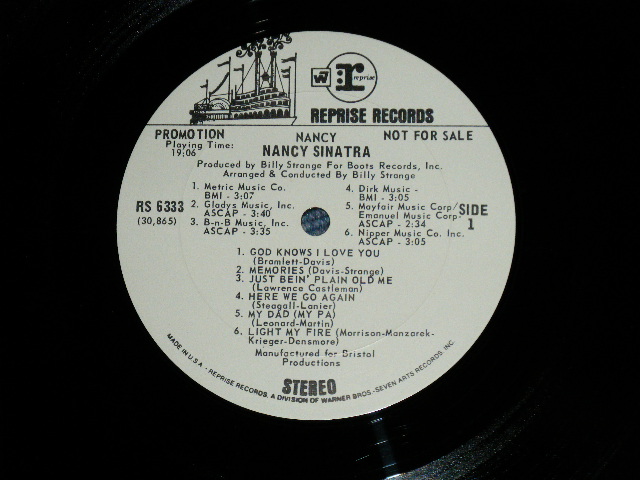 W7
r: reprise
REPRISE RECORDS
PROMOTION NANCY NOT FOR SALE
Playing Time:
19:06
NANCY SINATRA
Produced by Billy Strange For Boots Records, Inc.
Arranged & Conducted By Billy Strange
RS 6333
(30,865)
1. Metric Music Co.
BMI - 3:07
2. Gladys Music, Inc.
ASCAP - 3:40
3. B-n-B Music, Inc.
ASCAP - 3:35
4. Dirk Music -
BMI - 3:05
5. Mayfair Music Corp/
Emanuel Music Corp.
ASCAP - 2:34
6. Nipper Music Co. Inc.
ASCAP - 3:05
SIDE
1
1. GOD KNOWS I LOVE YOU
(Bramlett-Davis)
2. MEMORIES (Davis-Strange)
3. JUST BEIN' PLAIN OLD ME
(Lawrence Castleman)
4. HERE WE GO AGAIN
(Steagall-Lanier)
5. MY DAD (MY PA)
(Leonard-Martin)
6. LIGHT MY FIRE (Morrison-Manzarek-
Krieger-Densmore)
Manufactured for Bristol
Productions
STEREO
MADE IN U.S.A. - REPRISE RECORDS, A DIVISION OF WARNER BROS.-SEVEN ARTS RECORDS, INC.